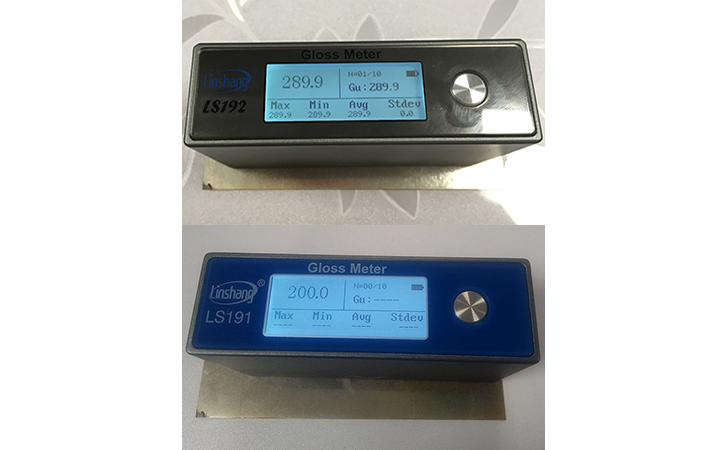 Gloss Meter
Linshang
LS192
289.9
N=01/10
Gu:289.9
Max Min Avg Stdev
289.9 289.9 289.9 0.0
Gloss Meter
Linshang®
LS191
200.0
N=00/10
Gu:----
Max Min Avg Stdev
---- ---- ---- ----